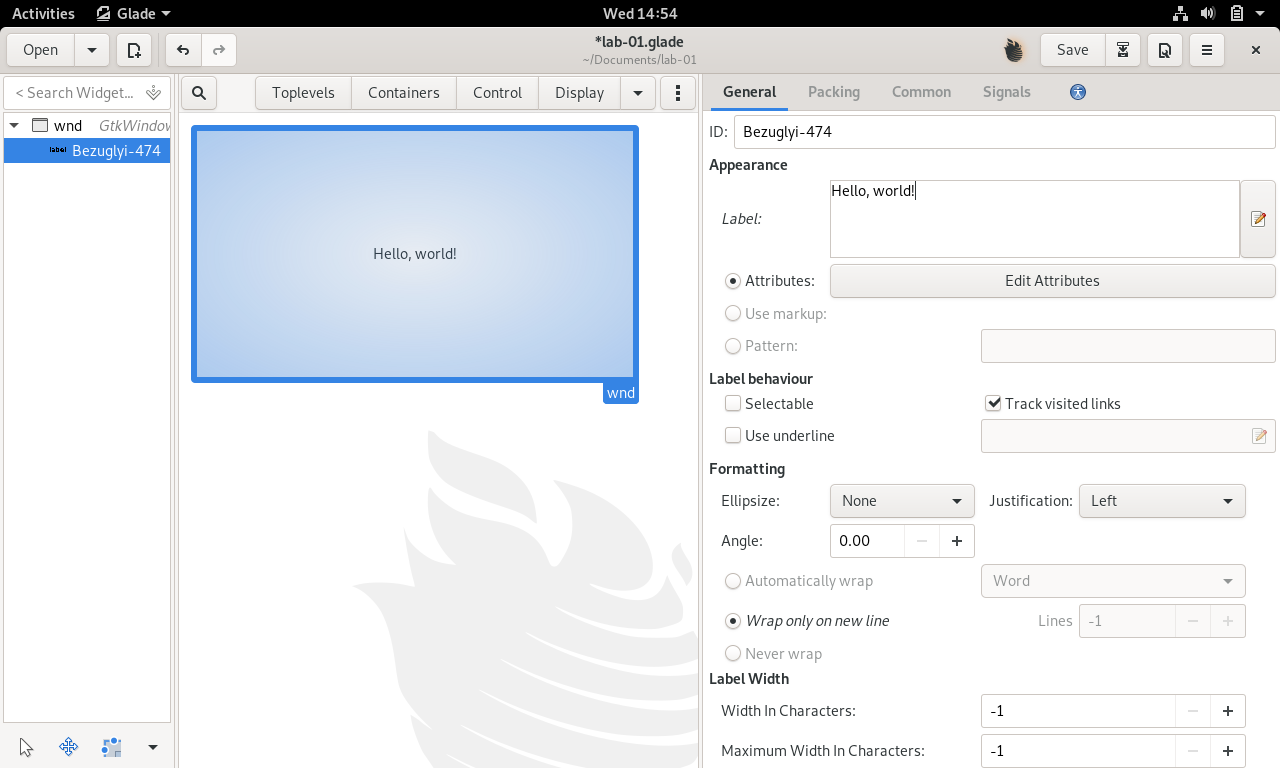 Activities Glade Wed 14:54
Open *lab-01.glade Save
~/Documents/lab-01
< Search Widget... Toplevels Containers Control Display General Packing Common Signals
wnd GtkWindow
label Bezuglyi-474
Hello, world!
wnd
ID: Bezuglyi-474
Appearance
Label: Hello, world!
Attributes: Edit Attributes
Use markup:
Pattern:
Label behaviour
Selectable Track visited links
Use underline
Formatting
Ellipsize: None Justification: Left
Angle: 0.00
Automatically wrap Word
Wrap only on new line Lines -1
Never wrap
Label Width
Width In Characters: -1
Maximum Width In Characters: -1